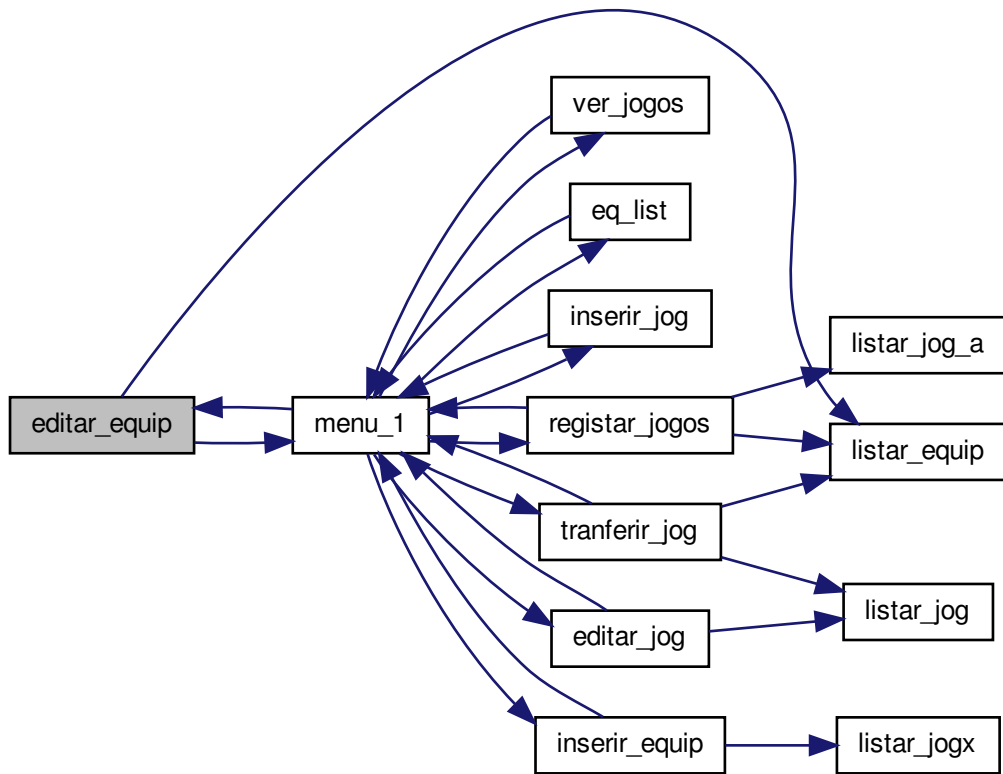 ver_jogos
eq_list
inserir_jog
listar_jog_a
editar_equip
menu_1
registar_jogos
listar_equip
tranferir_jog
listar_jog
editar_jog
inserir_equip
listar_jogx